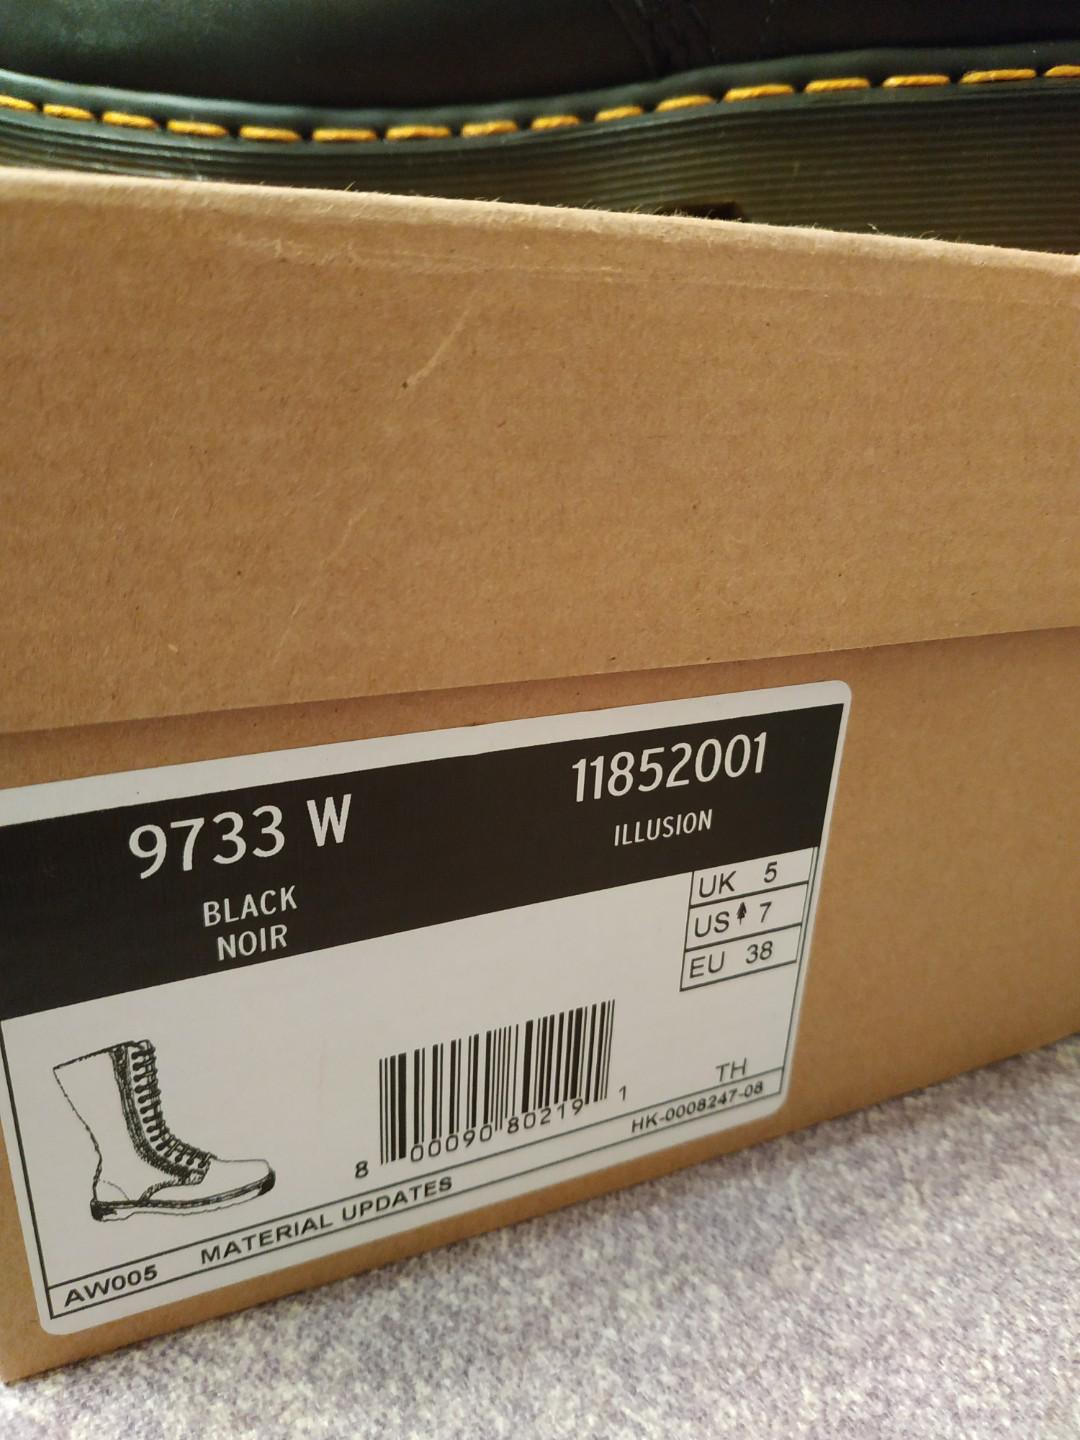 9733 W
BLACK
NOIR
11852001
ILLUSION
UK 5
US 7
EU 38
8 00090 80219 1
TH
HK-0008247-08
AW005 MATERIAL UPDATES